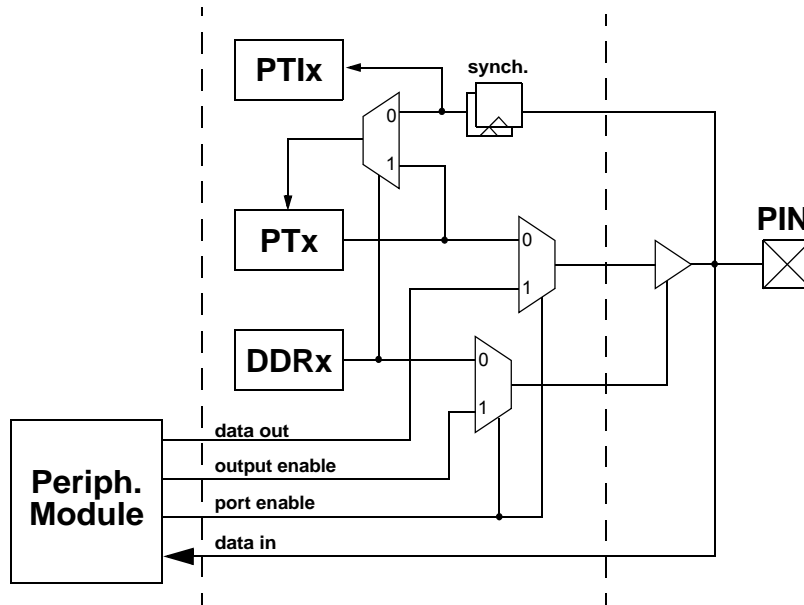 PTIx
synch.
0
1
PTx
0
1
PIN
DDRx
0
1
Periph.
Module
data out
output enable
port enable
data in